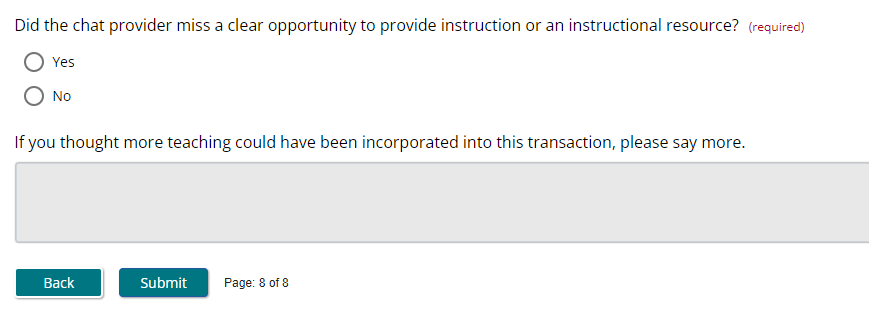 Did the chat provider miss a clear opportunity to provide instruction or an instructional resource? (required)
Yes
No
If you thought more teaching could have been incorporated into this transaction, please say more.
Back Submit Page: 8 of 8